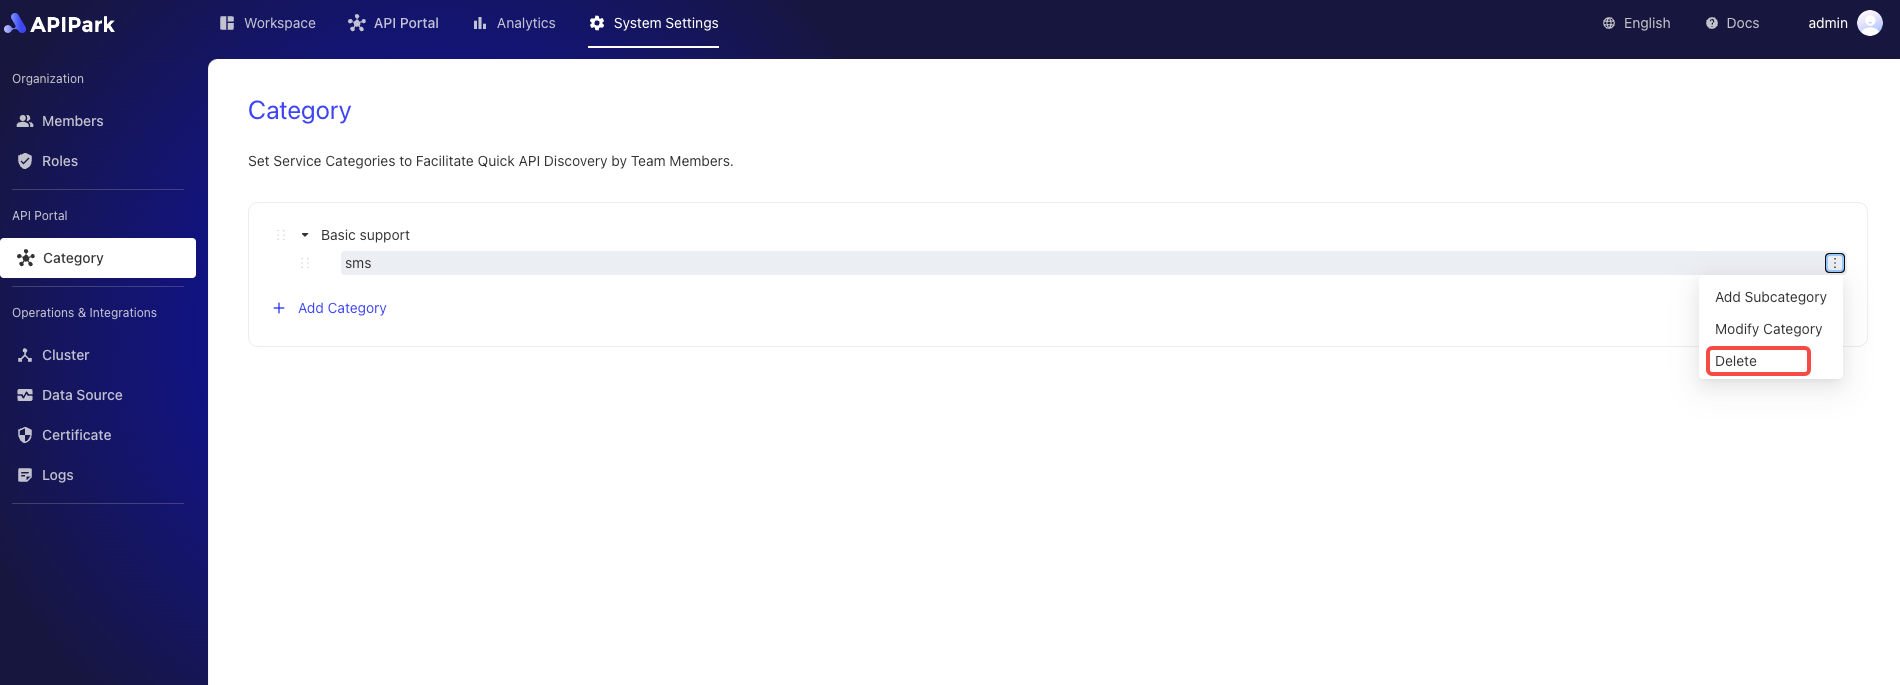 APIPark
Workspace
API Portal
Analytics
System Settings
English
Docs
admin
Organization
Members
Roles
API Portal
Category
Operations & Integrations
Cluster
Data Source
Certificate
Logs
Category
Set Service Categories to Facilitate Quick API Discovery by Team Members.
Basic support
sms
Add Category
Add Subcategory
Modify Category
Delete